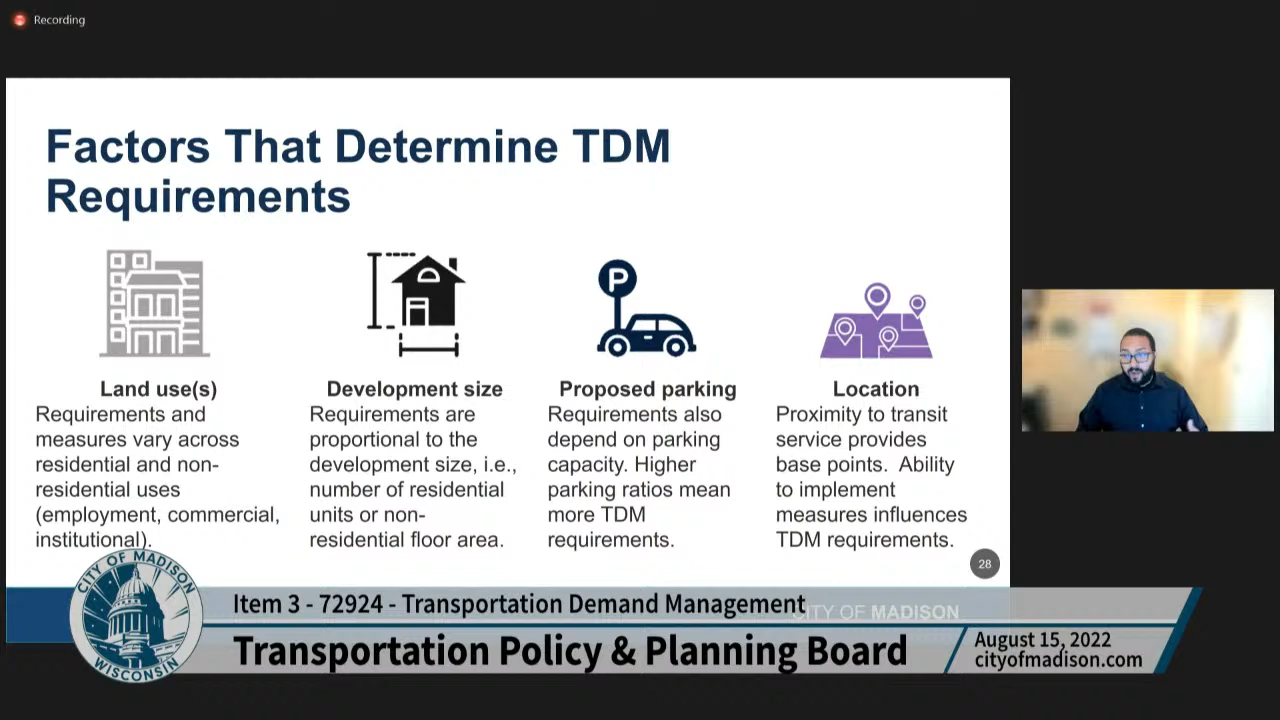 Recording
Factors That Determine TDM
Requirements
P
Land use(s)
Requirements and
measures vary across
residential and non-
residential uses
(employment, commercial,
institutional).
Development size
Requirements are
proportional to the
development size, i.e.,
number of residential
units or non-
residential floor area.
Proposed parking
Requirements also
depend on parking
capacity. Higher
parking ratios mean
more TDM
requirements.
Location
Proximity to transit
service provides
base points. Ability
to implement
measures influences
TDM requirements.
28
CITY OF MADISON
WISCONSIN
Item 3 - 72924 - Transportation Demand Management
CITY OF MADISON
Transportation Policy & Planning Board
August 15, 2022
cityofmadison.com